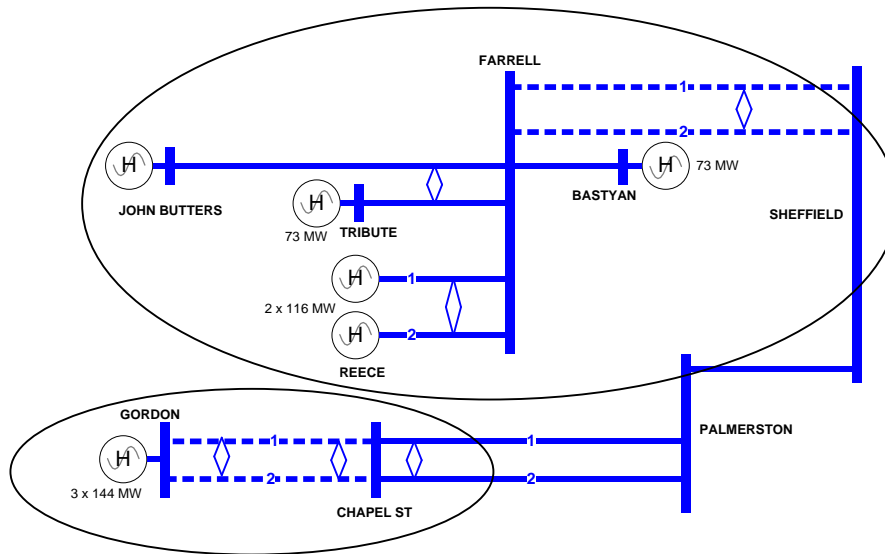 FARRELL
1
2
H
JOHN BUTTERS
H
73 MW
TRIBUTE
BASTYAN
H
73 MW
SHEFFIELD
H
1
2 x 116 MW
H
2
REECE
GORDON
H
3 x 144 MW
1
2
CHAPEL ST
1
2
PALMERSTON